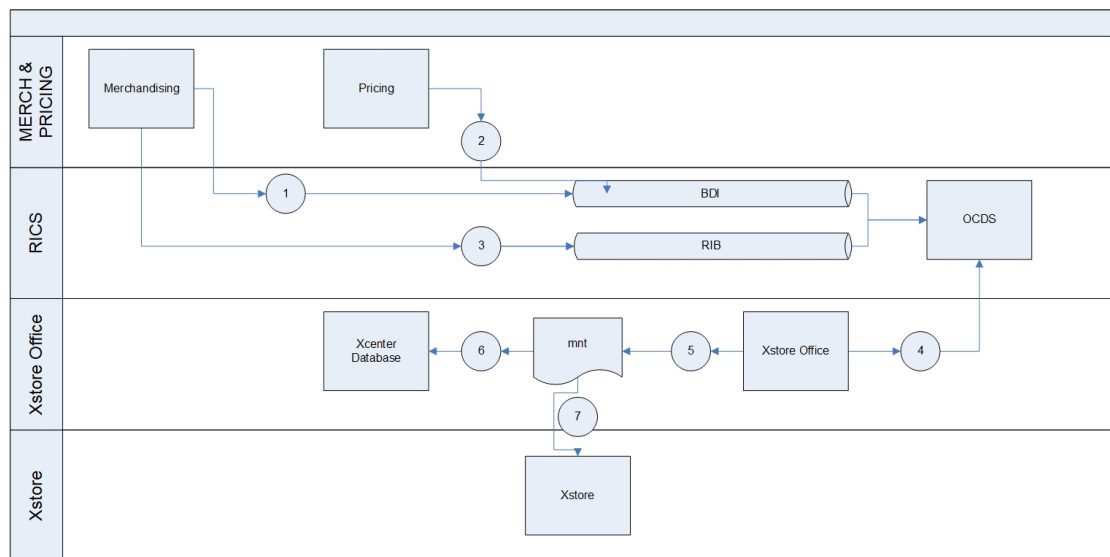 MERCH &
PRICING
Merchandising
Pricing
2
RICS
1
BDI
3
RIB
OCDS
Xstore Office
Xcenter
Database
6
mnt
5
Xstore Office
4
7
Xstore
Xstore